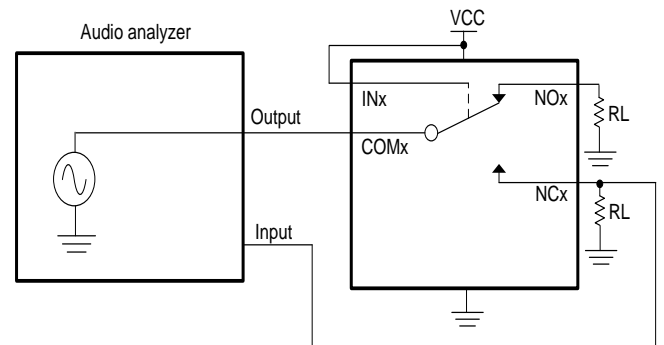 VCC
Audio analyzer
INx
NOx
RL
Output
COMx
NCx
RL
Input